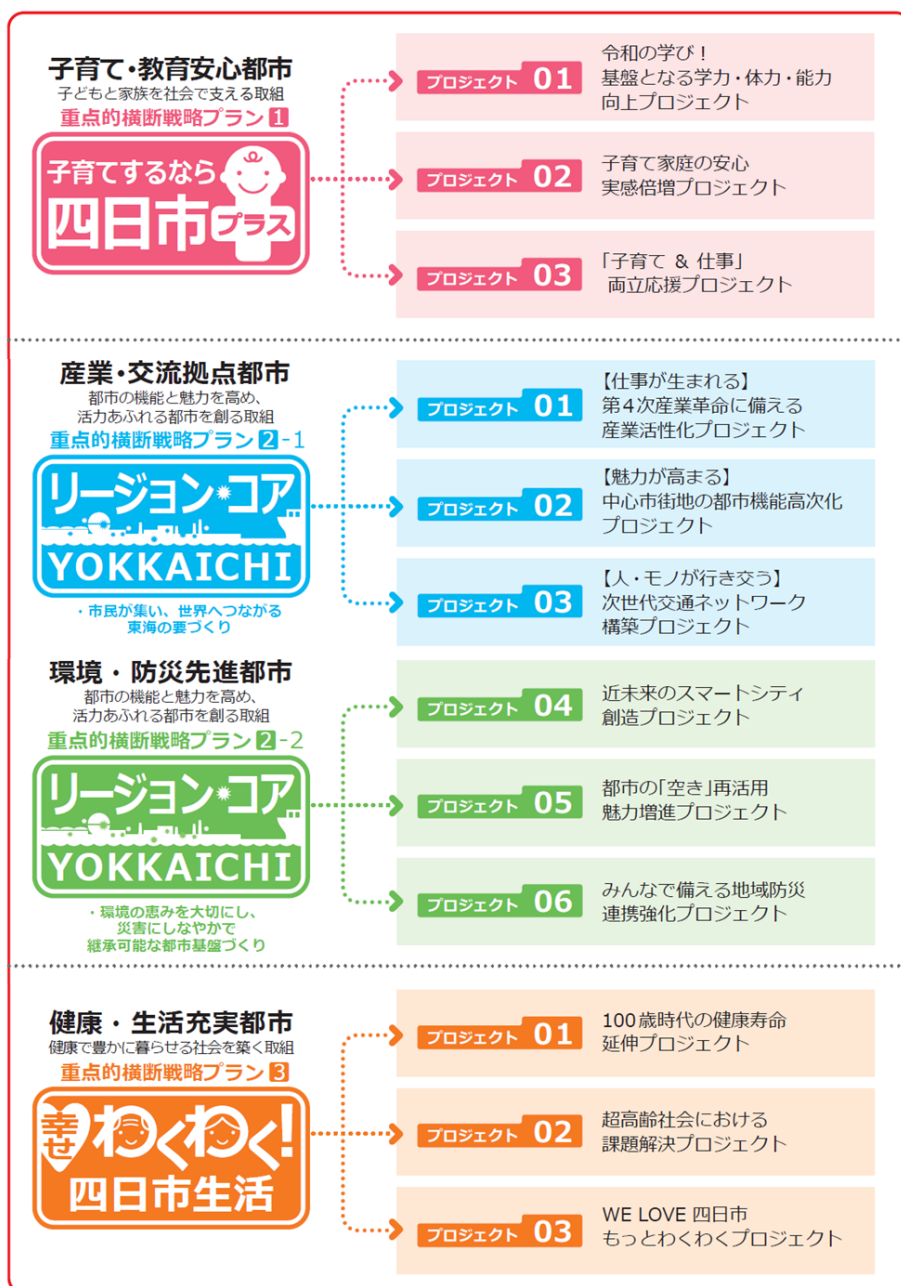 子育て・教育安心都市
子どもと家族を社会で支える取組
重点的横断戦略プラン1
子育てするなら
四日市プラス
プロジェクト 01
令和の学び！
基盤となる学力・体力・能力
向上プロジェクト
プロジェクト 02
子育て家庭の安心
実感倍増プロジェクト
プロジェクト 03
「子育て ＆ 仕事」
両立応援プロジェクト
産業・交流拠点都市
都市の機能と魅力を高め、
活力あふれる都市を創る取組
重点的横断戦略プラン2-1
リージョン・コア
YOKKAICHI
・市民が集い、世界へつながる
東海の要づくり
プロジェクト 01
【仕事が生まれる】
第４次産業革命に備える
産業活性化プロジェクト
プロジェクト 02
【魅力が高まる】
中心市街地の都市機能高次化
プロジェクト
プロジェクト 03
【人・モノが行き交う】
次世代交通ネットワーク
構築プロジェクト
環境・防災先進都市
都市の機能と魅力を高め、
活力あふれる都市を創る取組
重点的横断戦略プラン2-2
リージョン・コア
YOKKAICHI
・環境の恵みを大切にし、
災害にしなやかで
継承可能な都市基盤づくり
プロジェクト 04
近未来のスマートシティ
創造プロジェクト
プロジェクト 05
都市の「空き」再活用
魅力増進プロジェクト
プロジェクト 06
みんなで備える地域防災
連携強化プロジェクト
健康・生活充実都市
健康で豊かに暮らせる社会を築く取組
重点的横断戦略プラン3
幸せ
わくわく！
四日市生活
プロジェクト 01
100歳時代の健康寿命
延伸プロジェクト
プロジェクト 02
超高齢社会における
課題解決プロジェクト
プロジェクト 03
WE LOVE 四日市
もっとわくわくプロジェクト